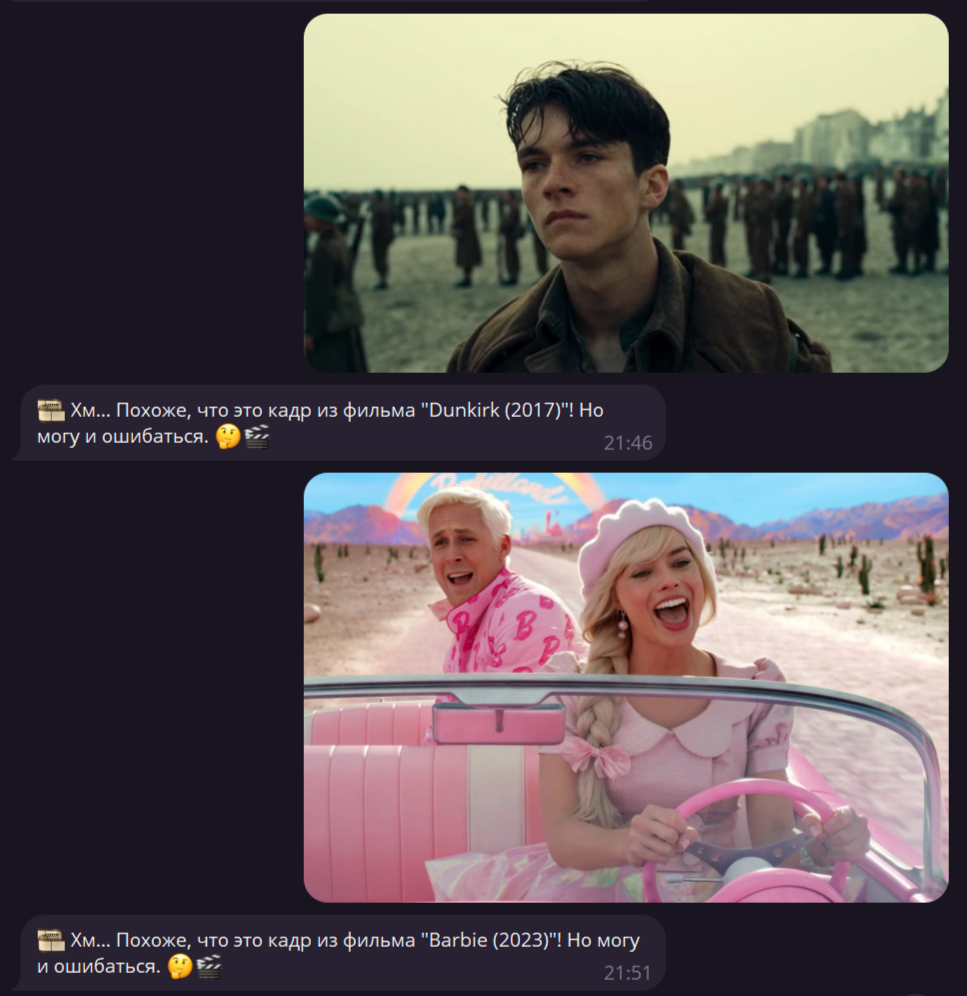 Хм... Похоже, что это кадр из фильма "Dunkirk (2017)"! Но
могу и ошибаться. 🤔🎬
21:46
Barbieland
B
B
Хм... Похоже, что это кадр из фильма "Barbie (2023)"! Но могу
и ошибаться. 🤔🎬
21:51